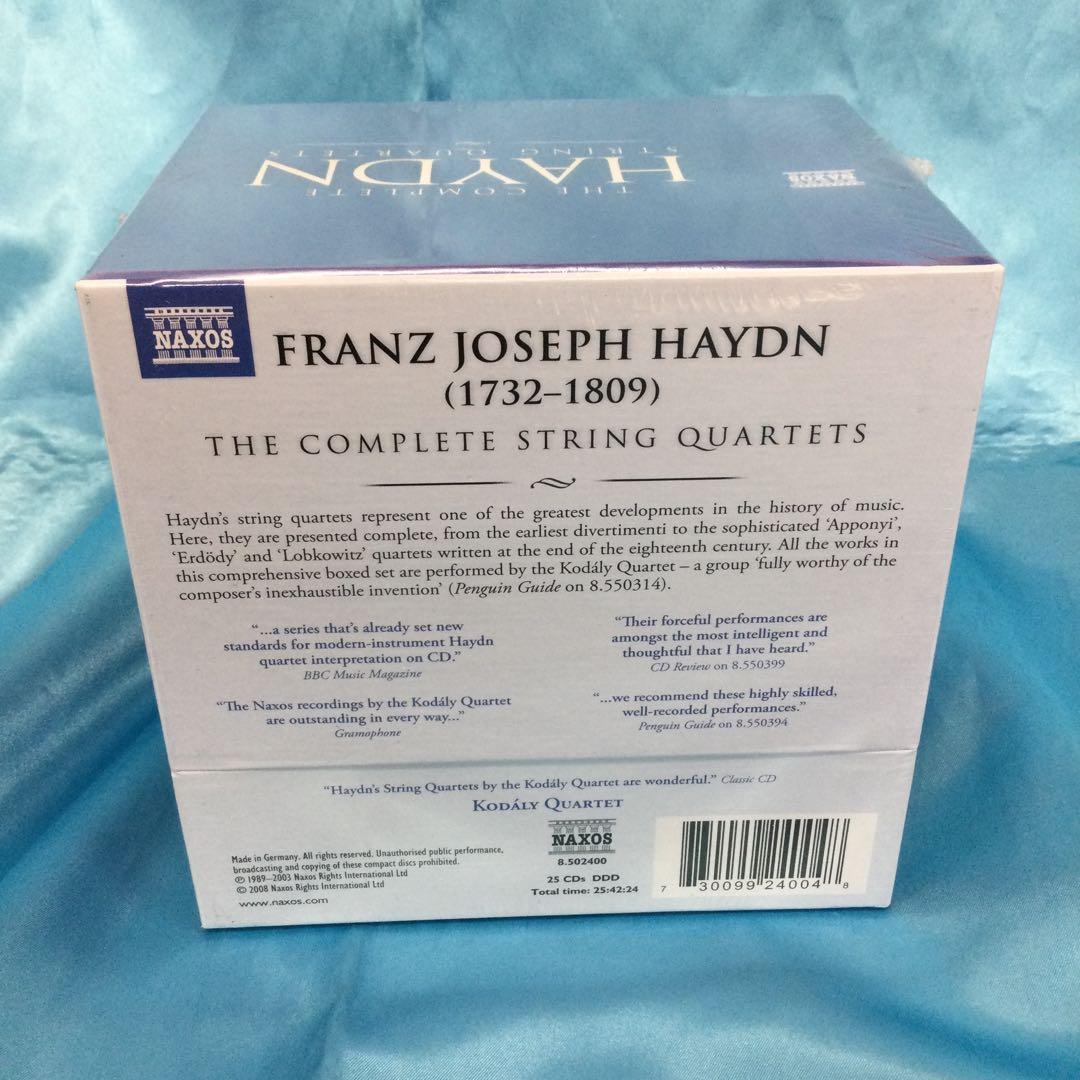 THE COMPLETE
HAYDN
STRING QUARTETS
NAXOS
NAXOS
FRANZ JOSEPH HAYDN
(1732–1809)
THE COMPLETE STRING QUARTETS
Haydn's string quartets represent one of the greatest developments in the history of music.
Here, they are presented complete, from the earliest divertimenti to the sophisticated 'Apponyi',
'Erdödy' and 'Lobkowitz' quartets written at the end of the eighteenth century. All the works in
this comprehensive boxed set are performed by the Kodály Quartet – a group 'fully worthy of the
composer's inexhaustible invention' (Penguin Guide on 8.550314).
"...a series that's already set new
standards for modern-instrument Haydn
quartet interpretation on CD."
BBC Music Magazine
"The Naxos recordings by the Kodály Quartet
are outstanding in every way..."
Gramophone
"Their forceful performances are
amongst the most intelligent and
thoughtful that I have heard."
CD Review on 8.550399
"...we recommend these highly skilled,
well-recorded performances."
Penguin Guide on 8.550394
"Haydn's String Quartets by the Kodály Quartet are wonderful." Classic CD
KODÁLY QUARTET
Made in Germany. All rights reserved. Unauthorised public performance,
broadcasting and copying of these compact discs prohibited.
℗ 1989–2003 Naxos Rights International Ltd
© 2008 Naxos Rights International Ltd
www.naxos.com
NAXOS
8.502400
25 CDs DDD
Total time: 25:42:24
7 30099 24004 8